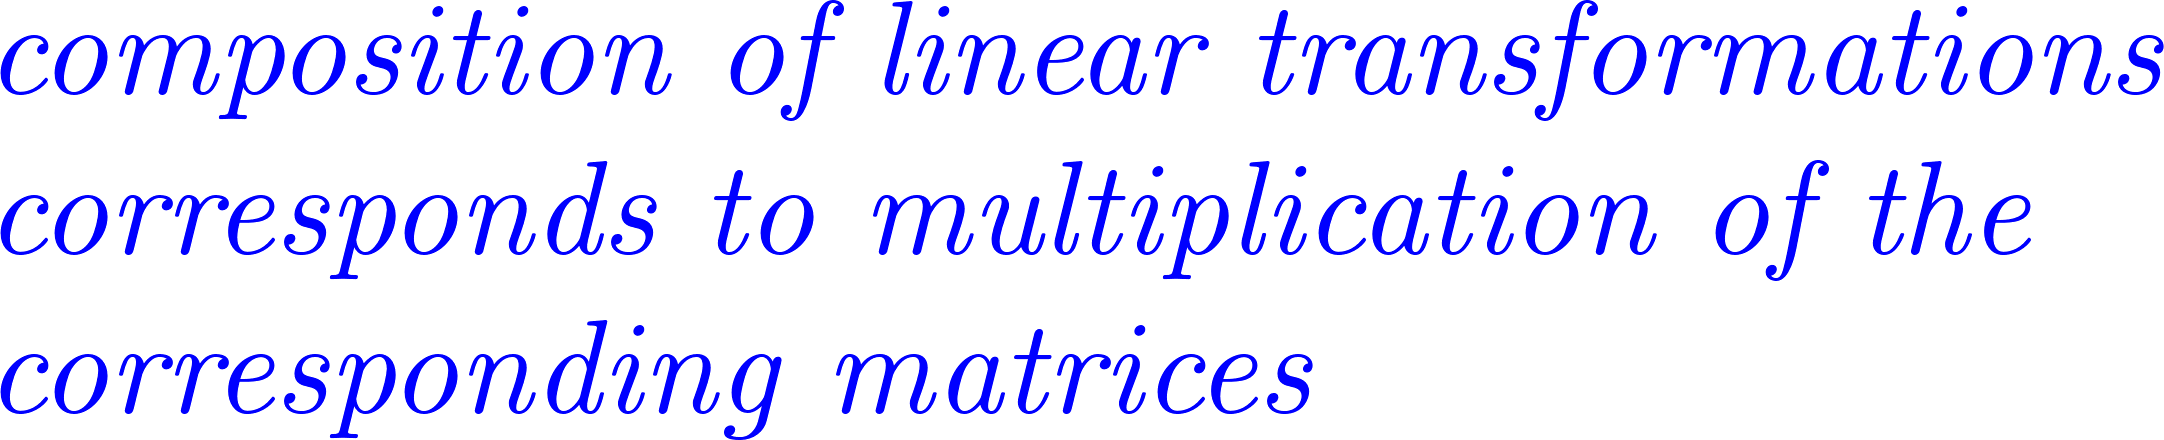 composition of linear transformations
corresponds to multiplication of the
corresponding matrices